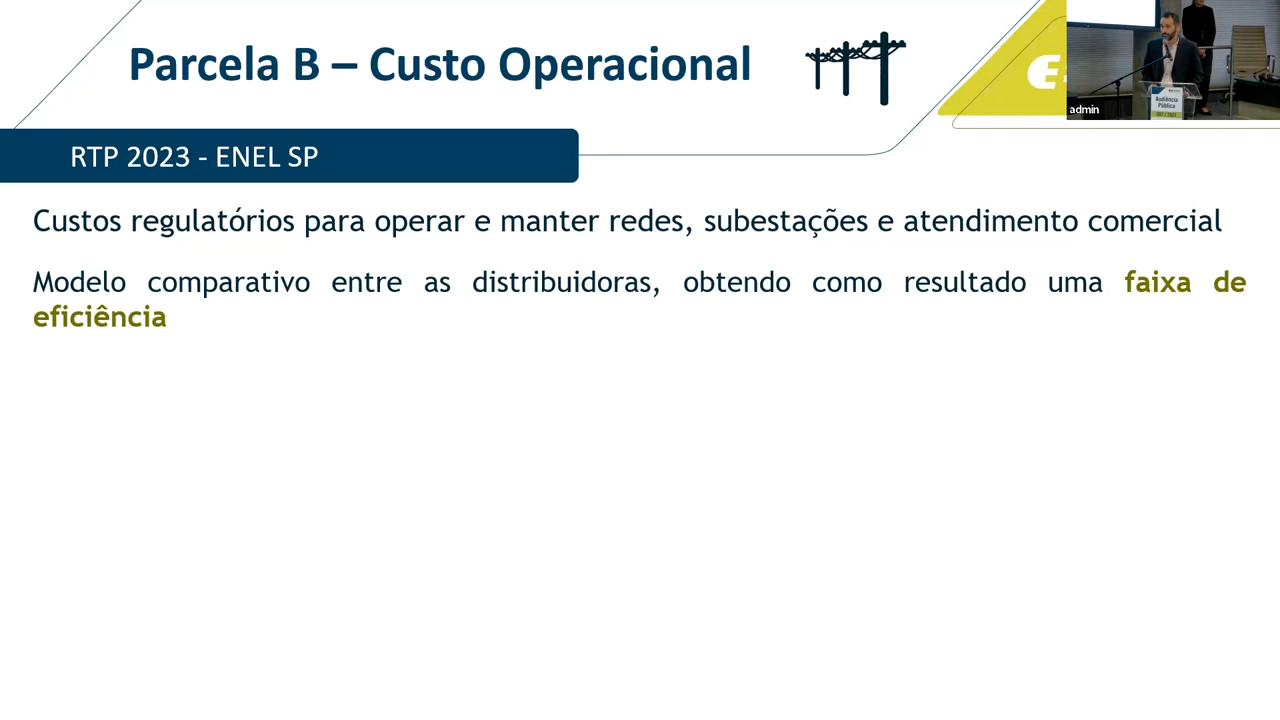 Parcela B – Custo Operacional
admin
Audiência
Pública
RTP 2023 - ENEL SP
Custos regulatórios para operar e manter redes, subestações e atendimento comercial
Modelo comparativo entre as distribuidoras, obtendo como resultado uma faixa de
eficiência